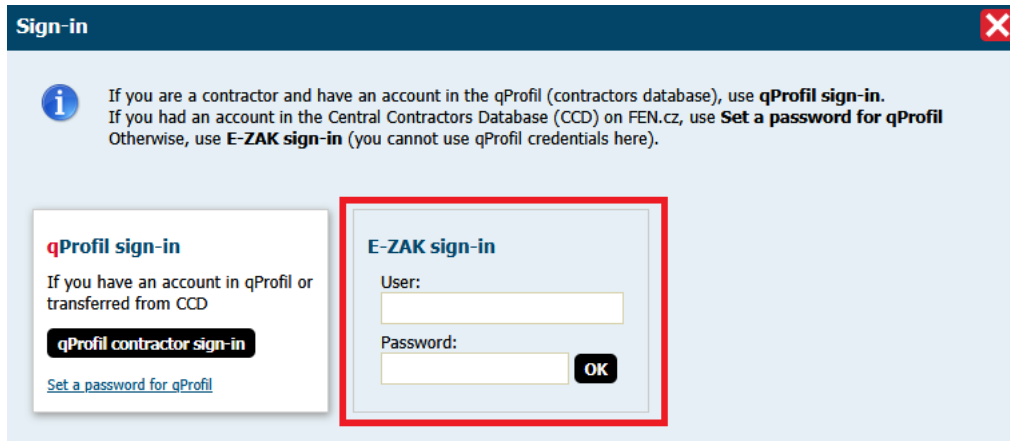 Sign-in
If you are a contractor and have an account in the qProfil (contractors database), use qProfil sign-in.
If you had an account in the Central Contractors Database (CCD) on FEN.cz, use Set a password for qProfil
Otherwise, use E-ZAK sign-in (you cannot use qProfil credentials here).
qProfil sign-in
If you have an account in qProfil or
transferred from CCD
qProfil contractor sign-in
Set a password for qProfil
E-ZAK sign-in
User:
Password:
OK